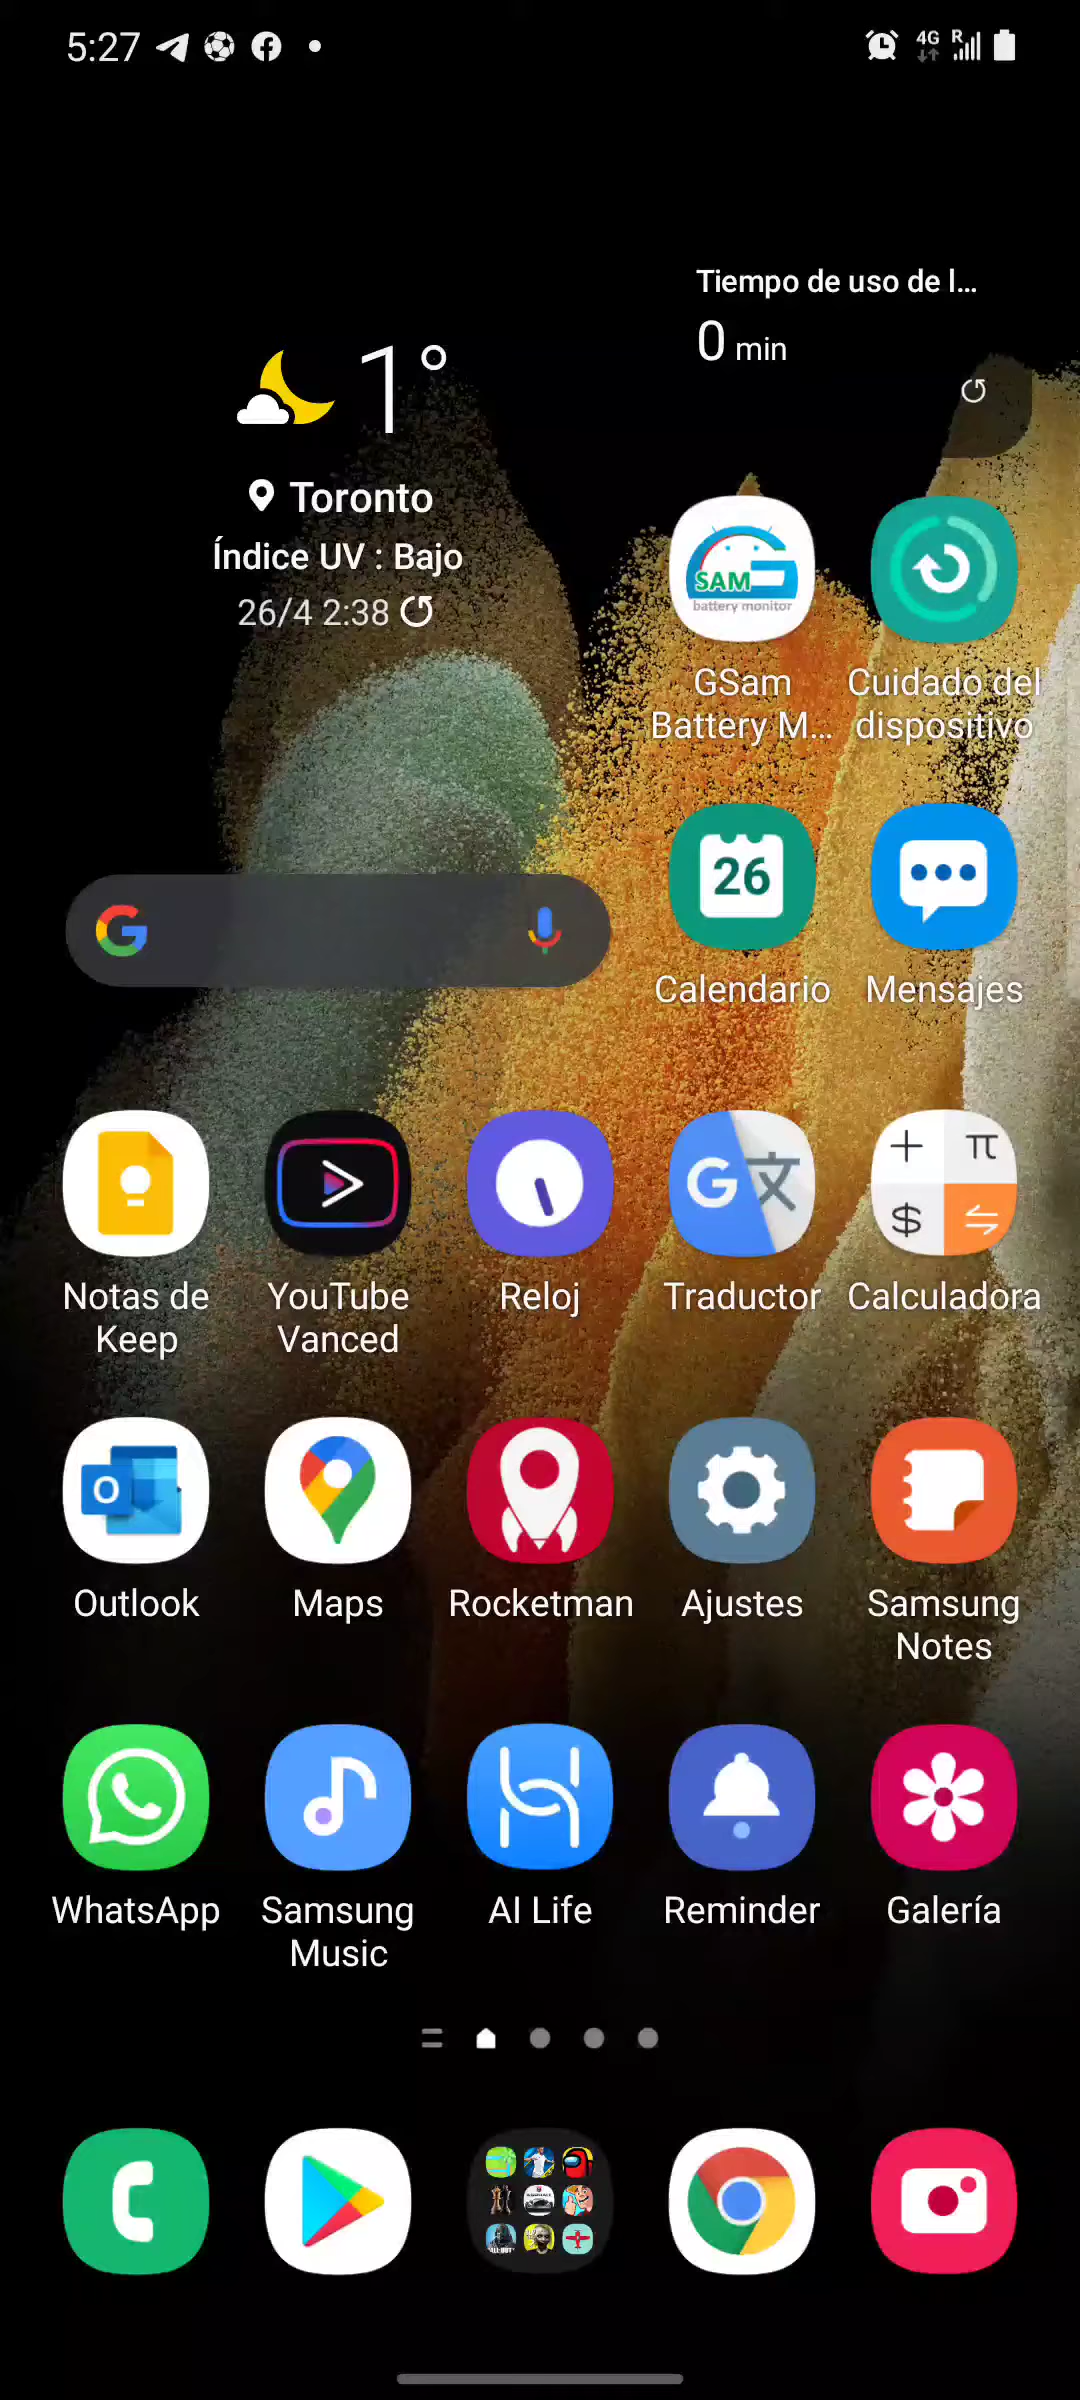 5:27
4G
R
Tiempo de uso de l...
0 min
1°
Toronto
Índice UV : Bajo
26/4 2:38
SAM
battery monitor
GSam
Battery M...
Cuidado del
dispositivo
26
Calendario
Mensajes
G 文
+ π
$
Notas de
Keep
YouTube
Vanced
Reloj
Traductor
Calculadora
O
Outlook
Maps
Rocketman
Ajustes
Samsung
Notes
WhatsApp
Samsung
Music
AI Life
Reminder
Galería